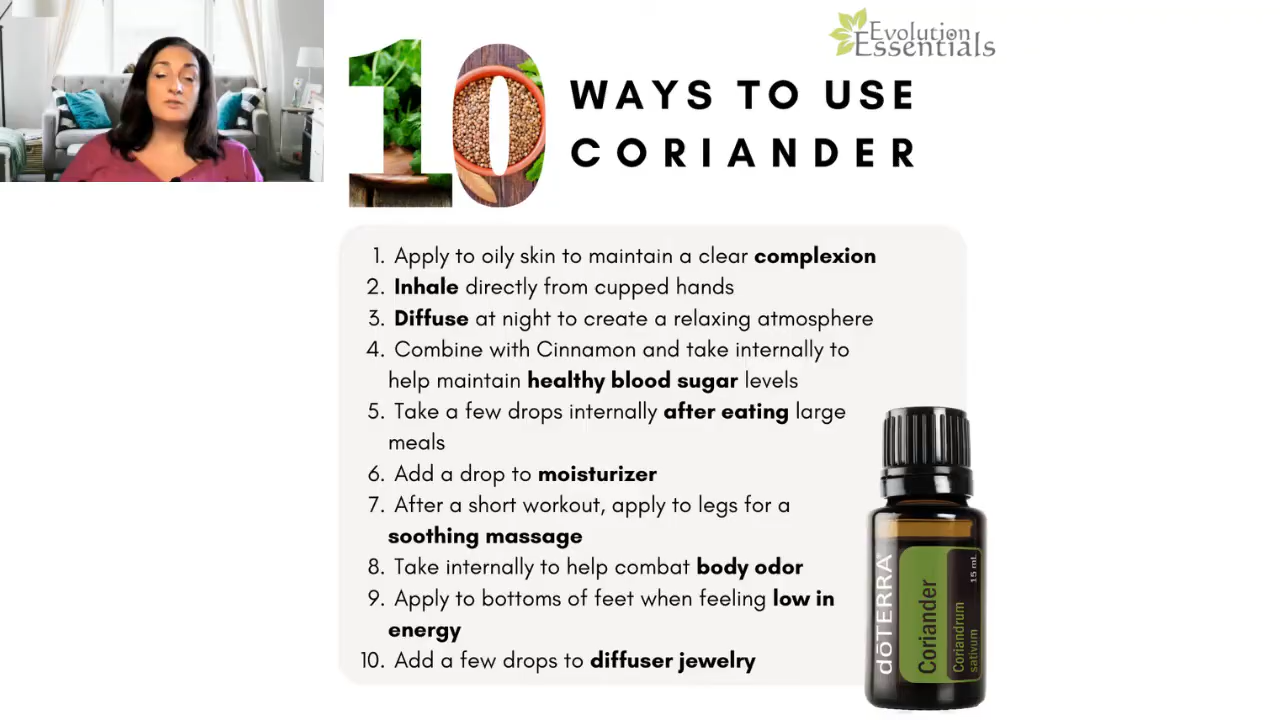 Evolution
Essentials
10 WAYS TO USE
CORIANDER
1. Apply to oily skin to maintain a clear complexion
2. Inhale directly from cupped hands
3. Diffuse at night to create a relaxing atmosphere
4. Combine with Cinnamon and take internally to
help maintain healthy blood sugar levels
5. Take a few drops internally after eating large
meals
6. Add a drop to moisturizer
7. After a short workout, apply to legs for a
soothing massage
8. Take internally to help combat body odor
9. Apply to bottoms of feet when feeling low in
energy
10. Add a few drops to diffuser jewelry
dōTERRA
Coriander
Coriandrum
sativum
15 mL